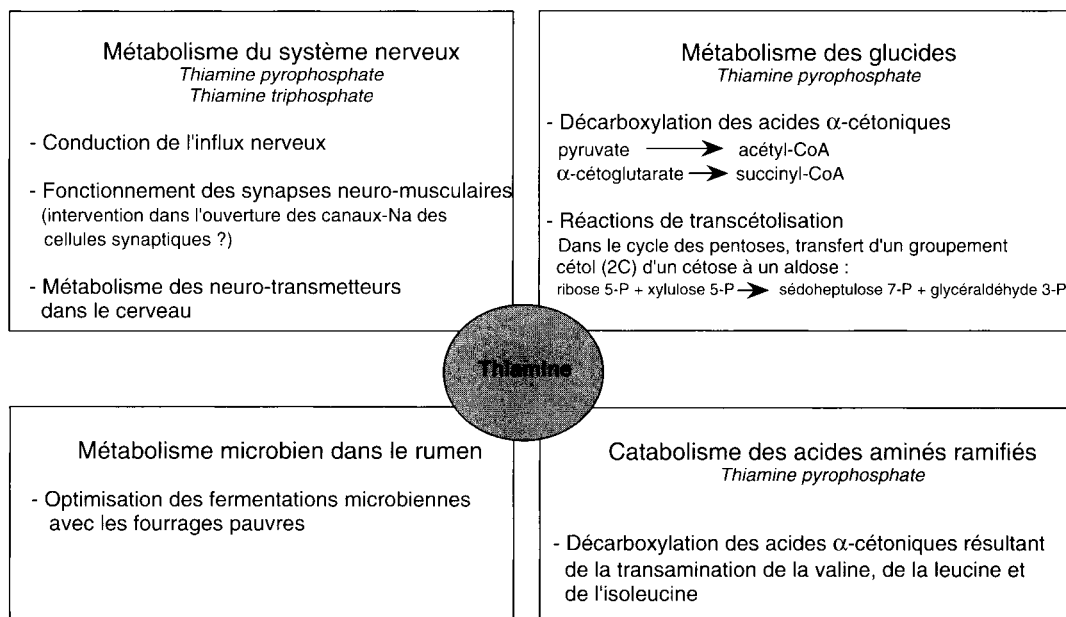 Métabolisme du système nerveux
Thiamine pyrophosphate
Thiamine triphosphate
- Conduction de l'influx nerveux
- Fonctionnement des synapses neuro-musculaires
(intervention dans l'ouverture des canaux-Na des
cellules synaptiques ?)
- Métabolisme des neuro-transmetteurs
dans le cerveau
Métabolisme des glucides
Thiamine pyrophosphate
- Décarboxylation des acides α-cétoniques
pyruvate → acétyl-CoA
α-cétoglutarate → succinyl-CoA
- Réactions de transcétolisation
Dans le cycle des pentoses, transfert d'un groupement
cétol (2C) d'un cétose à un aldose :
ribose 5-P + xylulose 5-P → sédoheptulose 7-P + glycéraldéhyde 3-P
Thiamine
Métabolisme microbien dans le rumen
- Optimisation des fermentations microbiennes
avec les fourrages pauvres
Catabolisme des acides aminés ramifiés
Thiamine pyrophosphate
- Décarboxylation des acides α-cétoniques résultant
de la transamination de la valine, de la leucine et
de l'isoleucine